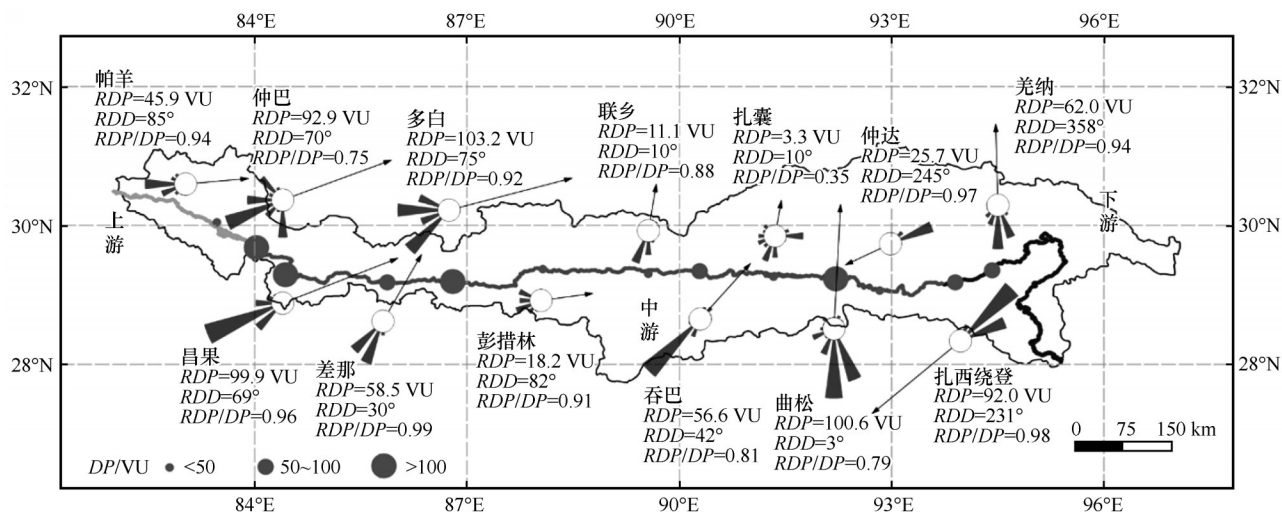 84°E 87°E 90°E 93°E 96°E
32°N
32°N
30°N
30°N
28°N
28°N
帕羊
RDP=45.9 VU
RDD=85°
RDP/DP=0.94
仲巴
RDP=92.9 VU
RDD=70°
RDP/DP=0.75
多白
RDP=103.2 VU
RDD=75°
RDP/DP=0.92
联乡
RDP=11.1 VU
RDD=10°
RDP/DP=0.88
扎囊
RDP=3.3 VU
RDD=10°
RDP/DP=0.35
仲达
RDP=25.7 VU
RDD=245°
RDP/DP=0.97
羌纳
RDP=62.0 VU
RDD=358°
RDP/DP=0.94
上
游
中
游
下
游
昌果
RDP=99.9 VU
RDD=69°
RDP/DP=0.96
差那
RDP=58.5 VU
RDD=30°
RDP/DP=0.99
彭措林
RDP=18.2 VU
RDD=82°
RDP/DP=0.91
吞巴
RDP=56.6 VU
RDD=42°
RDP/DP=0.81
曲松
RDP=100.6 VU
RDD=3°
RDP/DP=0.79
扎西绕登
RDP=92.0 VU
RDD=231°
RDP/DP=0.98
0 75 150 km
DP/VU <50 50~100 >100
84°E 87°E 90°E 93°E 96°E